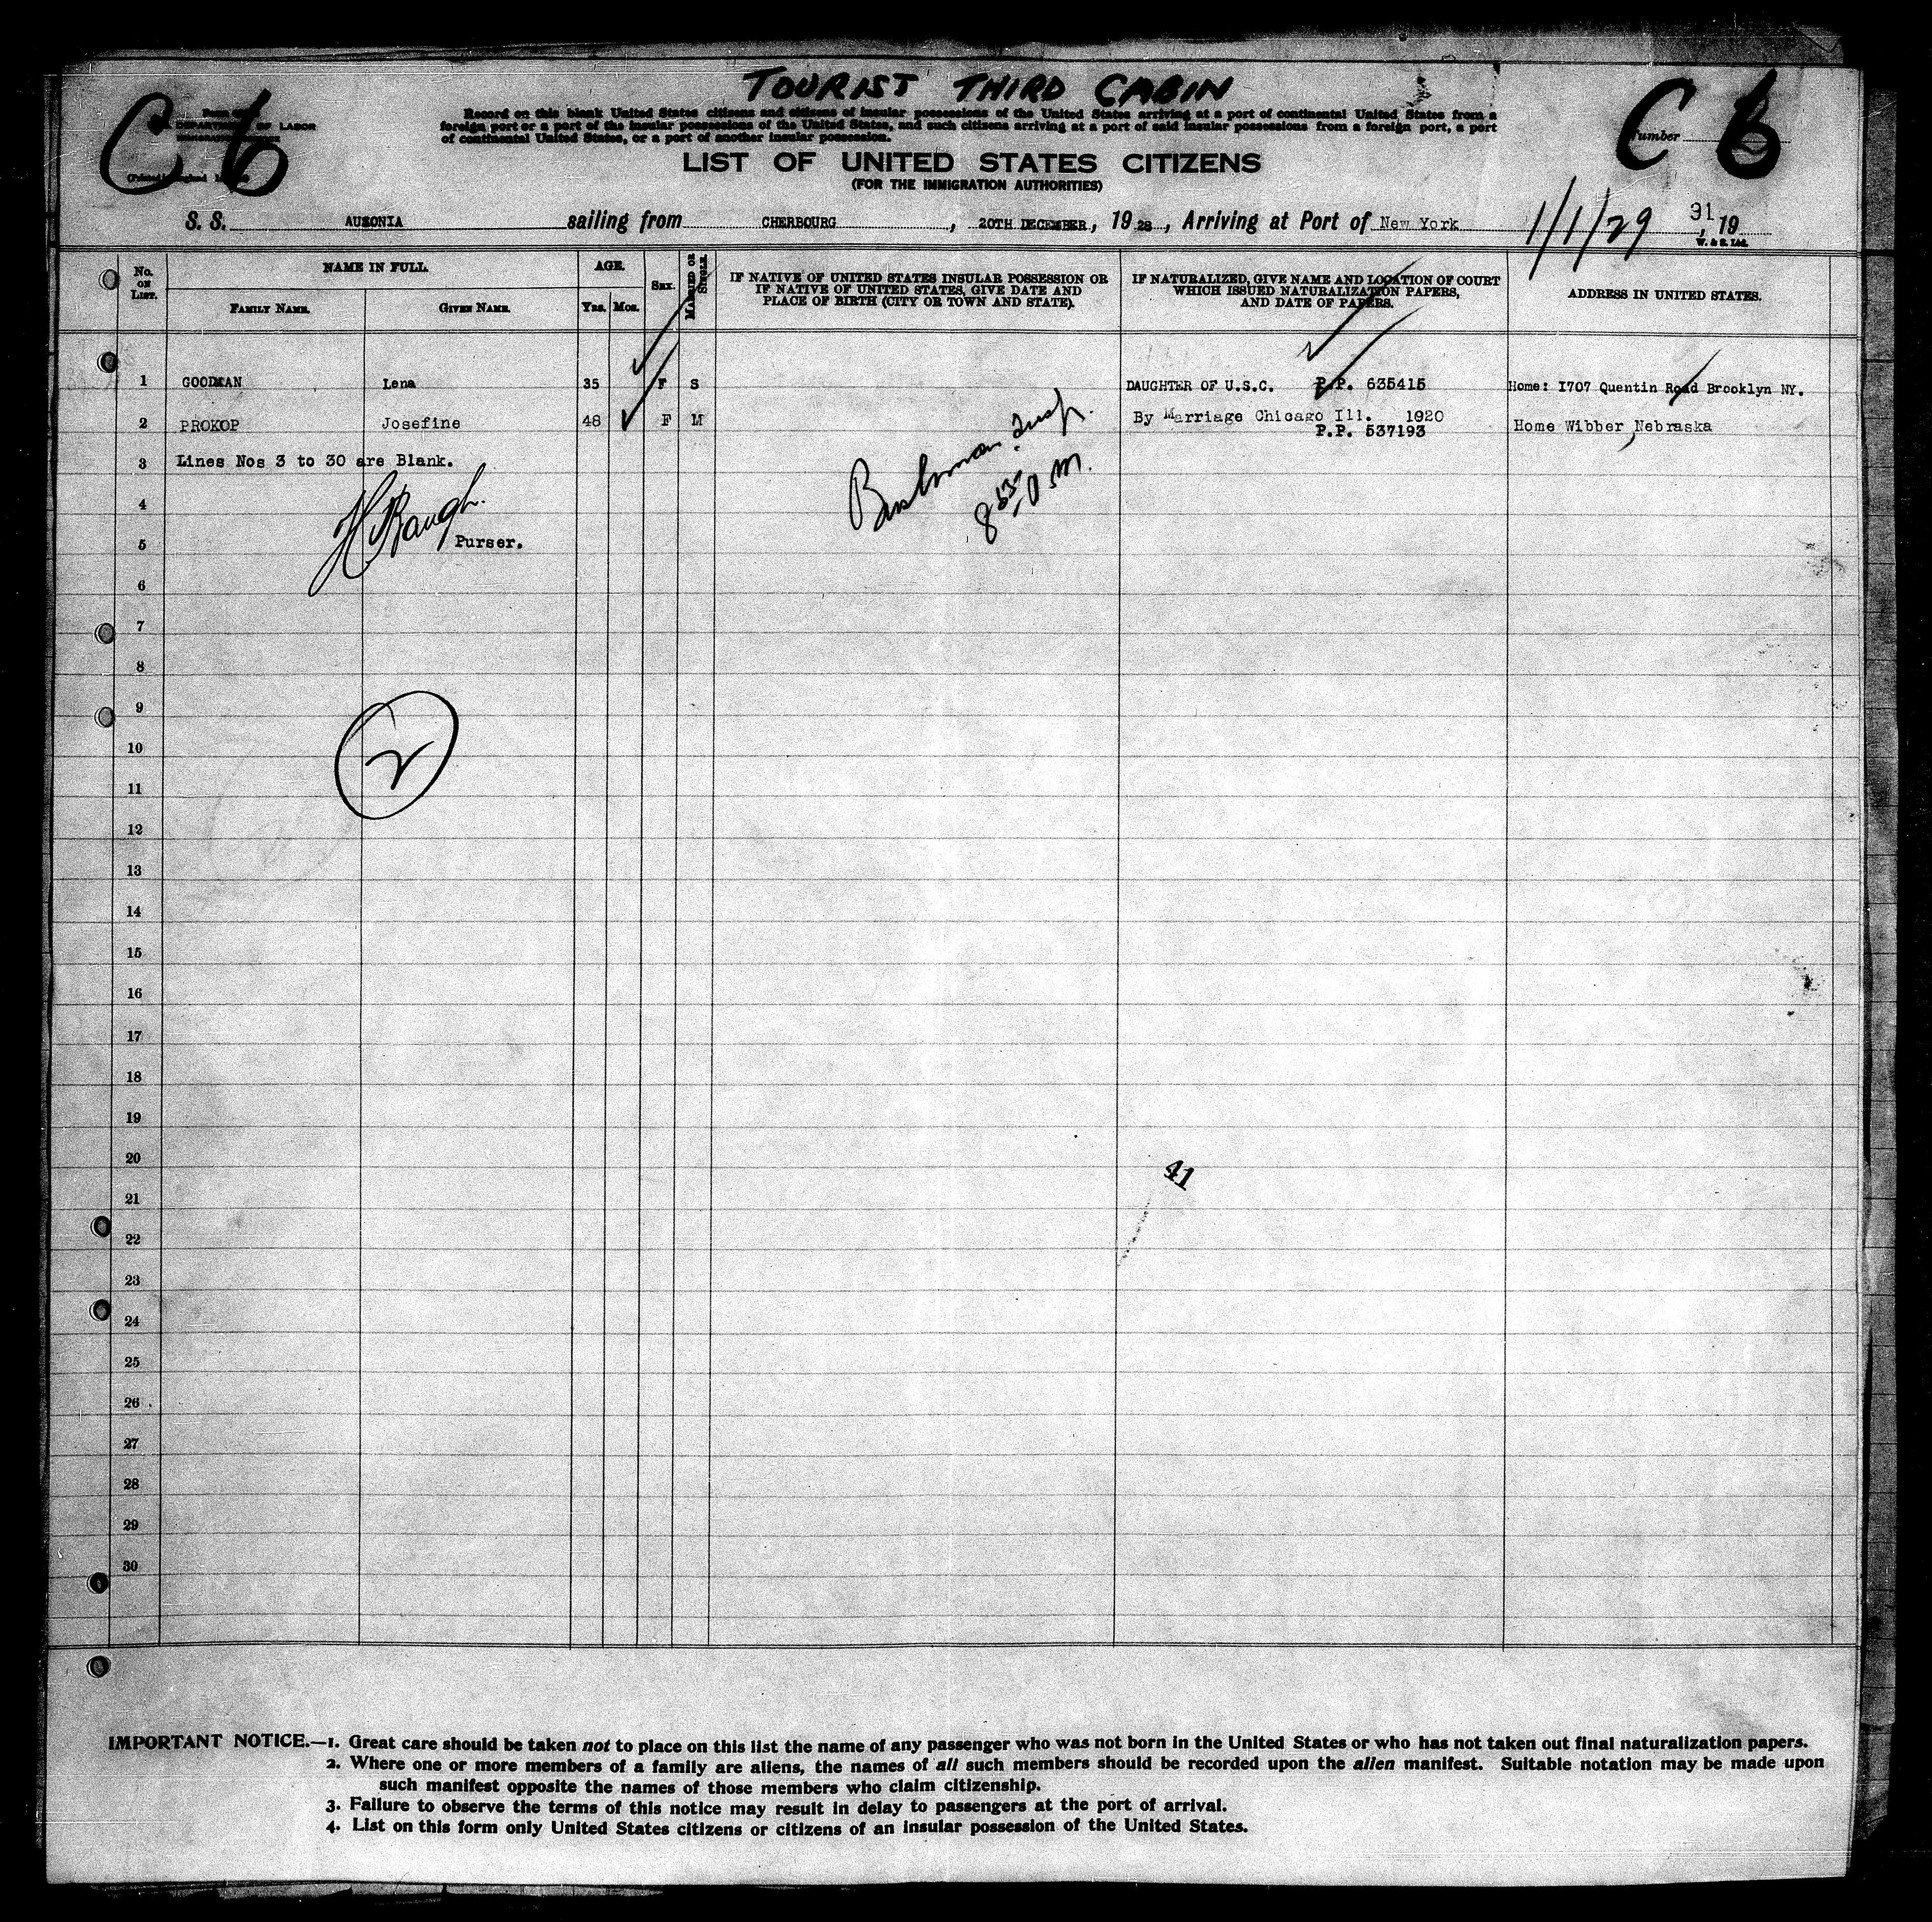 TOURIST THIRD CABIN
C 6
C 6
OF LABOR
Number
Record on this blank United States citizens and citizens of insular possessions of the United States arriving at a port of continental United States from a
foreign port or a port of the insular possessions of the United States, and such citizens arriving at a port of said insular possessions from a foreign port, a port
of continental United States, or a port of another insular possession.
LIST OF UNITED STATES CITIZENS
(FOR THE IMMIGRATION AUTHORITIES)
S. S. AUSONIA sailing from CHERBOURG, 20TH DECEMBER, 1928, Arriving at Port of New York 1/1/29 31, 19
W. & S. Ltd.
No. ON LIST.
NAME IN FULL.
FAMILY NAME.
GIVEN NAME.
AGE.
YRS. MOS.
SEX.
MARRIED OR SINGLE.
IF NATIVE OF UNITED STATES INSULAR POSSESSION OR
IF NATIVE OF UNITED STATES, GIVE DATE AND
PLACE OF BIRTH (CITY OR TOWN AND STATE).
IF NATURALIZED, GIVE NAME AND LOCATION OF COURT
WHICH ISSUED NATURALIZATION PAPERS,
AND DATE OF PAPERS.
ADDRESS IN UNITED STATES.
1 GOODMAN Lena 35 F S DAUGHTER OF U.S.C. P.P. 635415 Home: 1707 Quentin Road Brooklyn NY.
2 PROKOP Josefine 48 F M By Marriage Chicago Ill. 1920 Home Wibber, Nebraska
P.P. 537193
3 Lines Nos 3 to 30 are Blank.
4
5 Purser.
6
7
8
9
2
10
11
12
13
14
15
16
17
18
19
20
41
21
22
23
24
25
26
27
28
29
30
IMPORTANT NOTICE.—1. Great care should be taken not to place on this list the name of any passenger who was not born in the United States or who has not taken out final naturalization papers.
2. Where one or more members of a family are aliens, the names of all such members should be recorded upon the alien manifest. Suitable notation may be made upon
such manifest opposite the names of those members who claim citizenship.
3. Failure to observe the terms of this notice may result in delay to passengers at the port of arrival.
4. List on this form only United States citizens or citizens of an insular possession of the United States.